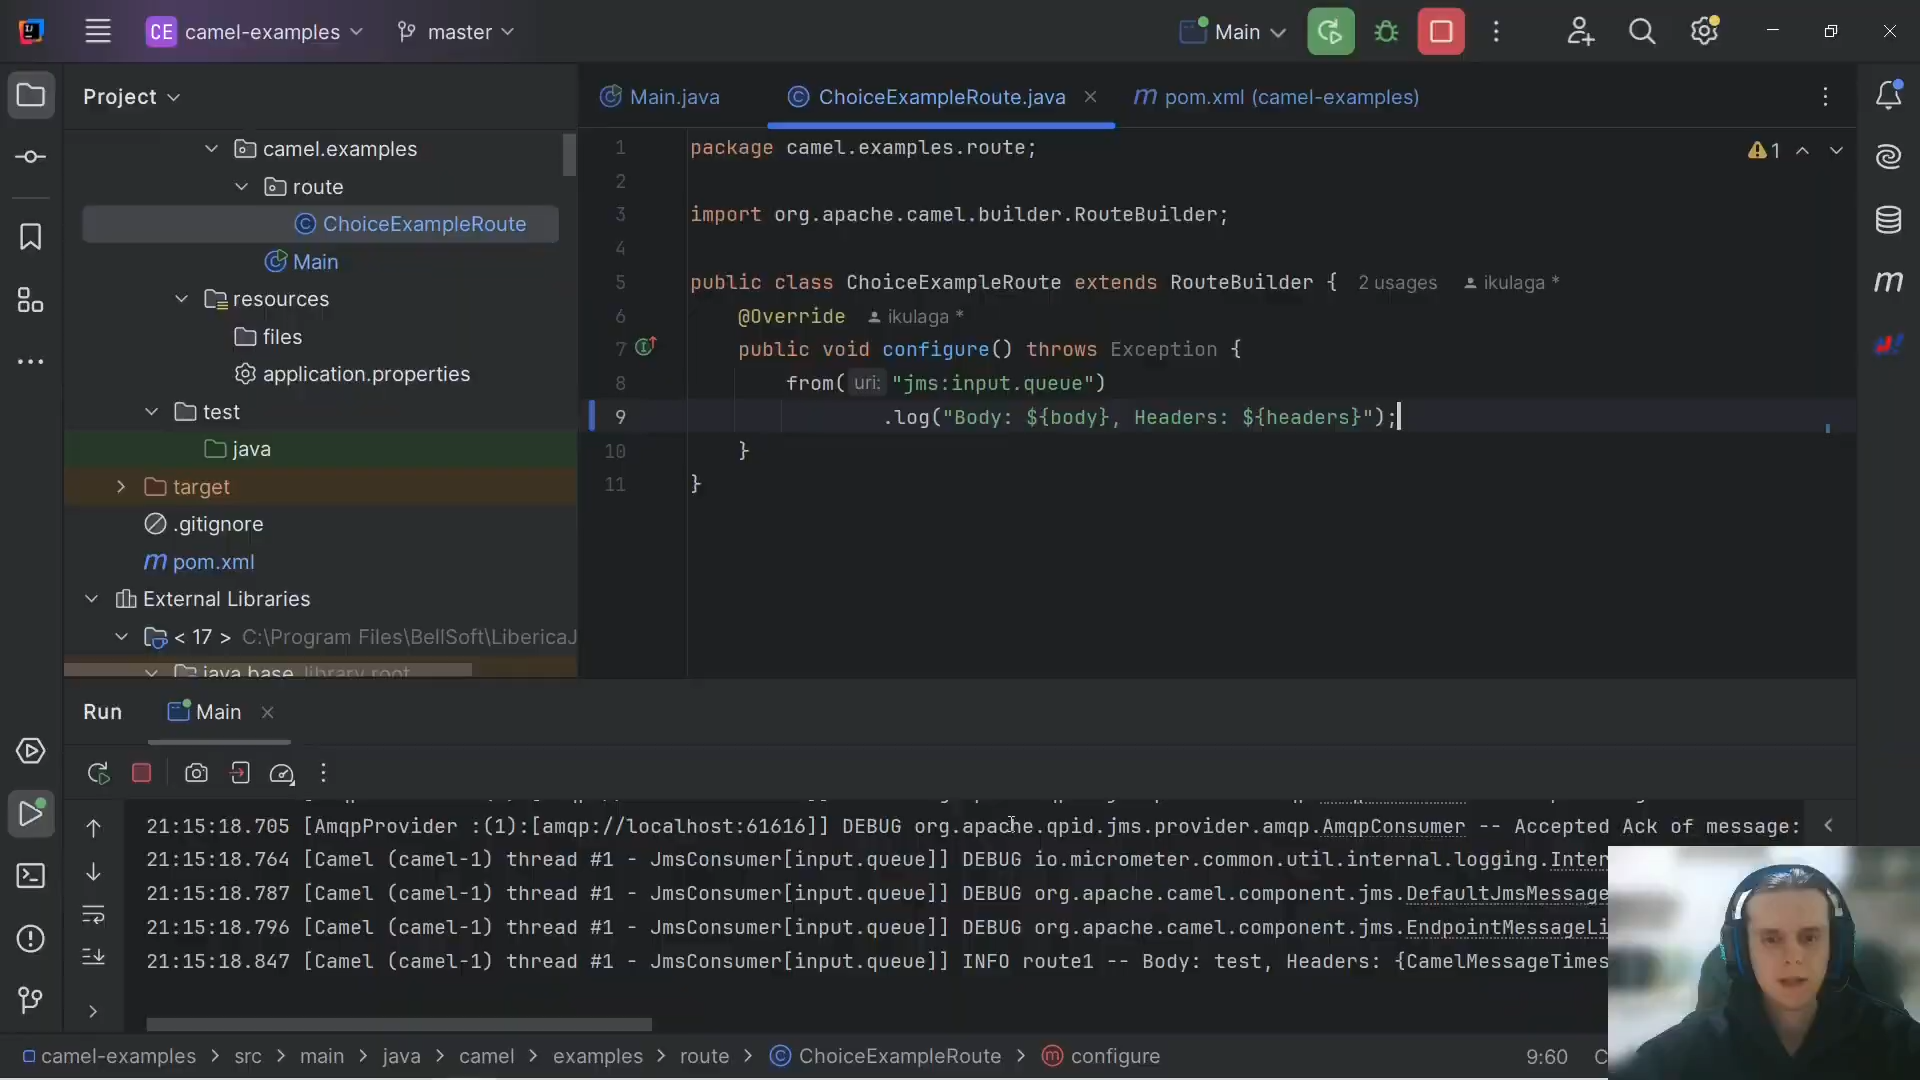 CE camel-examples
master
Main
Project
Main.java
ChoiceExampleRoute.java
m pom.xml (camel-examples)
camel.examples
route
ChoiceExampleRoute
Main
resources
files
application.properties
test
java
target
.gitignore
m pom.xml
External Libraries
< 17 > C:\Program Files\BellSoft\LibericaJ
java.base library root
1 package camel.examples.route;
2
3 import org.apache.camel.builder.RouteBuilder;
4
5 public class ChoiceExampleRoute extends RouteBuilder { 2 usages ikulaga *
6 @Override ikulaga *
7 public void configure() throws Exception {
8 from( uri: "jms:input.queue")
9 .log("Body: ${body}, Headers: ${headers}");
10 }
11 }
1
m
Run
Main
21:15:18.705 [AmqpProvider :(1):[amqp://localhost:61616]] DEBUG org.apache.qpid.jms.provider.amqp.AmqpConsumer -- Accepted Ack of message:
21:15:18.764 [Camel (camel-1) thread #1 - JmsConsumer[input.queue]] DEBUG io.micrometer.common.util.internal.logging.Inter
21:15:18.787 [Camel (camel-1) thread #1 - JmsConsumer[input.queue]] DEBUG org.apache.camel.component.jms.DefaultJmsMessage
21:15:18.796 [Camel (camel-1) thread #1 - JmsConsumer[input.queue]] DEBUG org.apache.camel.component.jms.EndpointMessageLi
21:15:18.847 [Camel (camel-1) thread #1 - JmsConsumer[input.queue]] INFO route1 -- Body: test, Headers: {CamelMessageTimes
camel-examples > src > main > java > camel > examples > route > ChoiceExampleRoute > configure
9:60